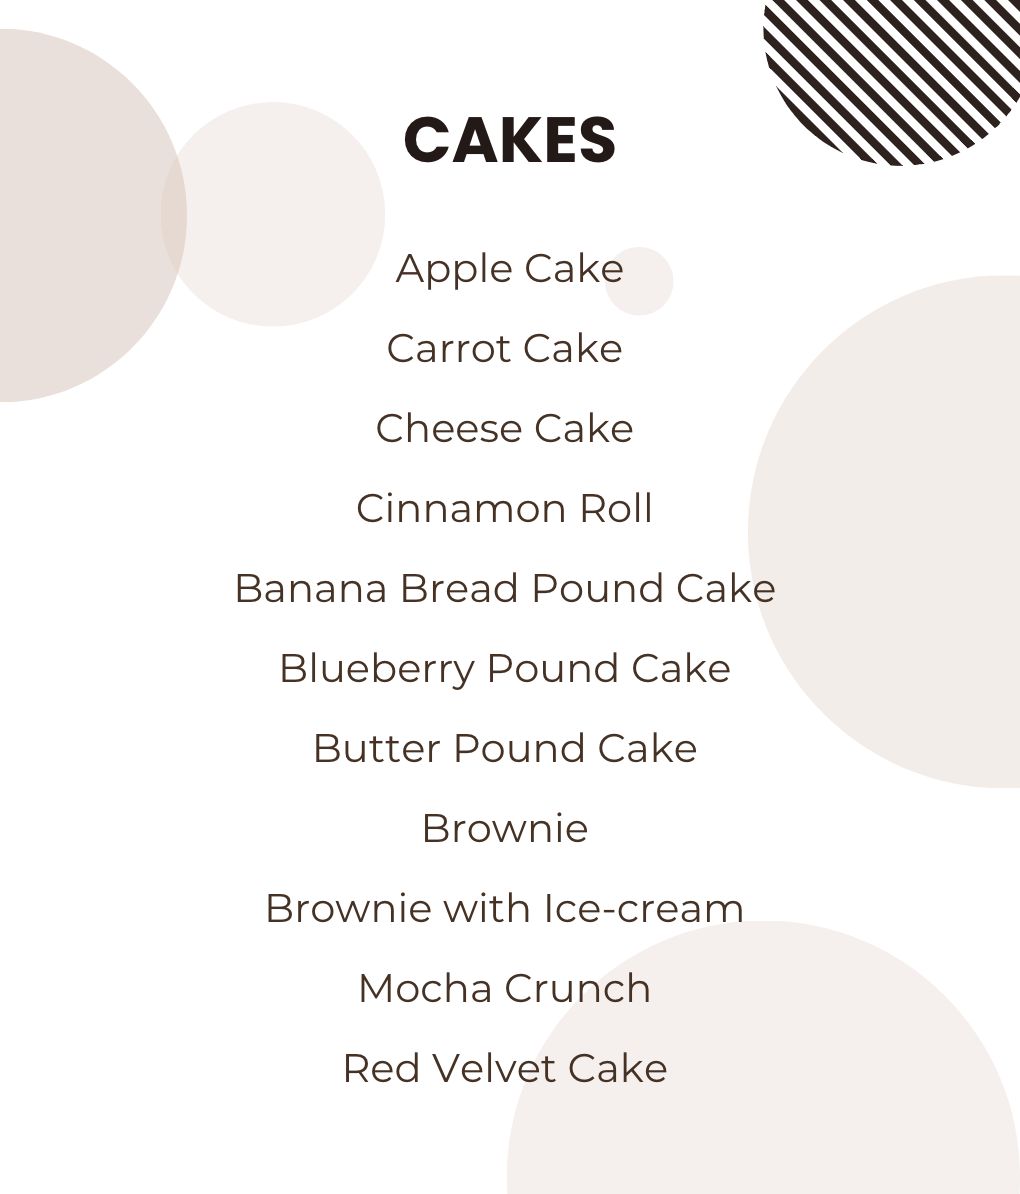 CAKES
Apple Cake
Carrot Cake
Cheese Cake
Cinnamon Roll
Banana Bread Pound Cake
Blueberry Pound Cake
Butter Pound Cake
Brownie
Brownie with Ice-cream
Mocha Crunch
Red Velvet Cake